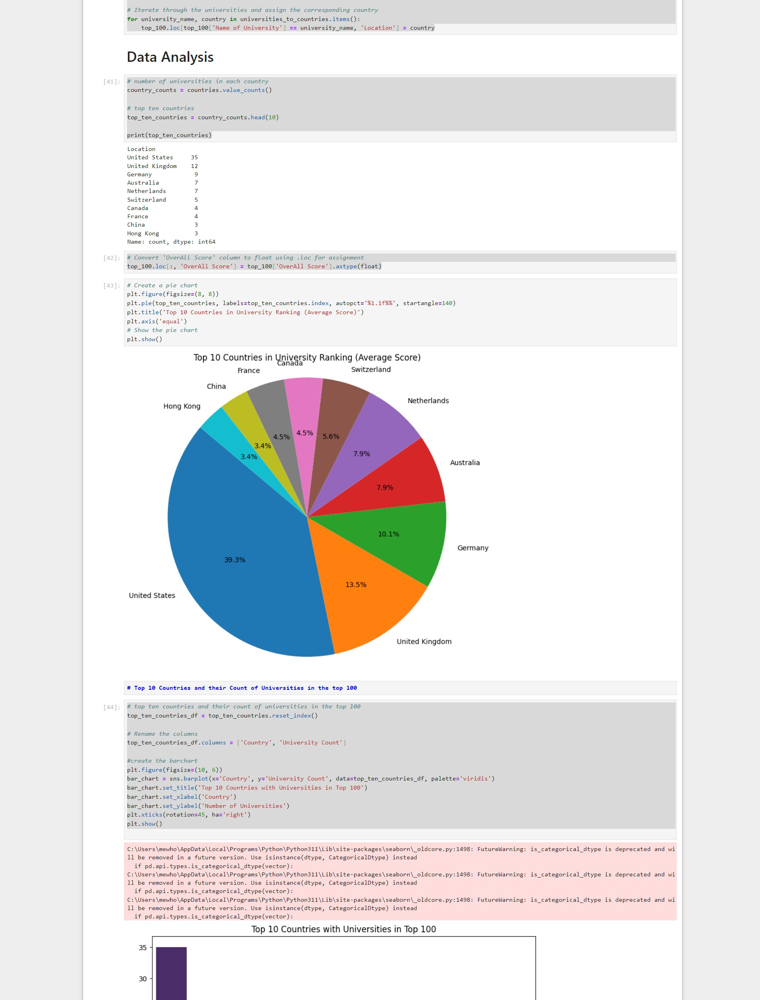 # Iterate through the universities and assign the corresponding country
for university_name, country in universities_to_countries.items():
    top_100.loc[top_100['Name of University'] == university_name, 'Location'] = country
Data Analysis
[41]:
# number of universities in each country
country_counts = countries.value_counts()
# top ten countries
top_ten_countries = country_counts.head(10)
print(top_ten_countries)
Location
United States     35
United Kingdom    12
Germany            9
Australia          7
Netherlands        7
Switzerland        5
Canada             4
France             4
China              3
Hong Kong          3
Name: count, dtype: int64
[42]:
# Convert 'OverAll Score' column to float using .loc for assignment
top_100.loc[:, 'OverAll Score'] = top_100['OverAll Score'].astype(float)
[43]:
# Create a pie chart
plt.figure(figsize=(8, 8))
plt.pie(top_ten_countries, labels=top_ten_countries.index, autopct='%1.1f%%', startangle=140)
plt.title('Top 10 Countries in University Ranking (Average Score)')
plt.axis('equal')
# Show the pie chart
plt.show()
Top 10 Countries in University Ranking (Average Score)
Canada
Switzerland
France
China
Netherlands
Hong Kong
4.5%
5.6%
4.5%
3.4%
7.9%
3.4%
Australia
7.9%
10.1%
Germany
39.3%
13.5%
United States
United Kingdom
# Top 10 Countries and their Count of Universities in the top 100
[44]:
# top ten countries and their count of universities in the top 100
top_ten_countries_df = top_ten_countries.reset_index()
# Rename the columns
top_ten_countries_df.columns = ['Country', 'University Count']
#create the barchart
plt.figure(figsize=(10, 6))
bar_chart = sns.barplot(x='Country', y='University Count', data=top_ten_countries_df, palette='viridis')
bar_chart.set_title('Top 10 Countries with Universities in Top 100')
bar_chart.set_xlabel('Country')
bar_chart.set_ylabel('Number of Universities')
plt.xticks(rotation=45, ha='right')
plt.show()
C:\Users\mewho\AppData\Local\Programs\Python\Python311\Lib\site-packages\seaborn\_oldcore.py:1498: FutureWarning: is_categorical_dtype is deprecated and wi
ll be removed in a future version. Use isinstance(dtype, CategoricalDtype) instead
  if pd.api.types.is_categorical_dtype(vector):
C:\Users\mewho\AppData\Local\Programs\Python\Python311\Lib\site-packages\seaborn\_oldcore.py:1498: FutureWarning: is_categorical_dtype is deprecated and wi
ll be removed in a future version. Use isinstance(dtype, CategoricalDtype) instead
  if pd.api.types.is_categorical_dtype(vector):
C:\Users\mewho\AppData\Local\Programs\Python\Python311\Lib\site-packages\seaborn\_oldcore.py:1498: FutureWarning: is_categorical_dtype is deprecated and wi
ll be removed in a future version. Use isinstance(dtype, CategoricalDtype) instead
  if pd.api.types.is_categorical_dtype(vector):
Top 10 Countries with Universities in Top 100
35
30